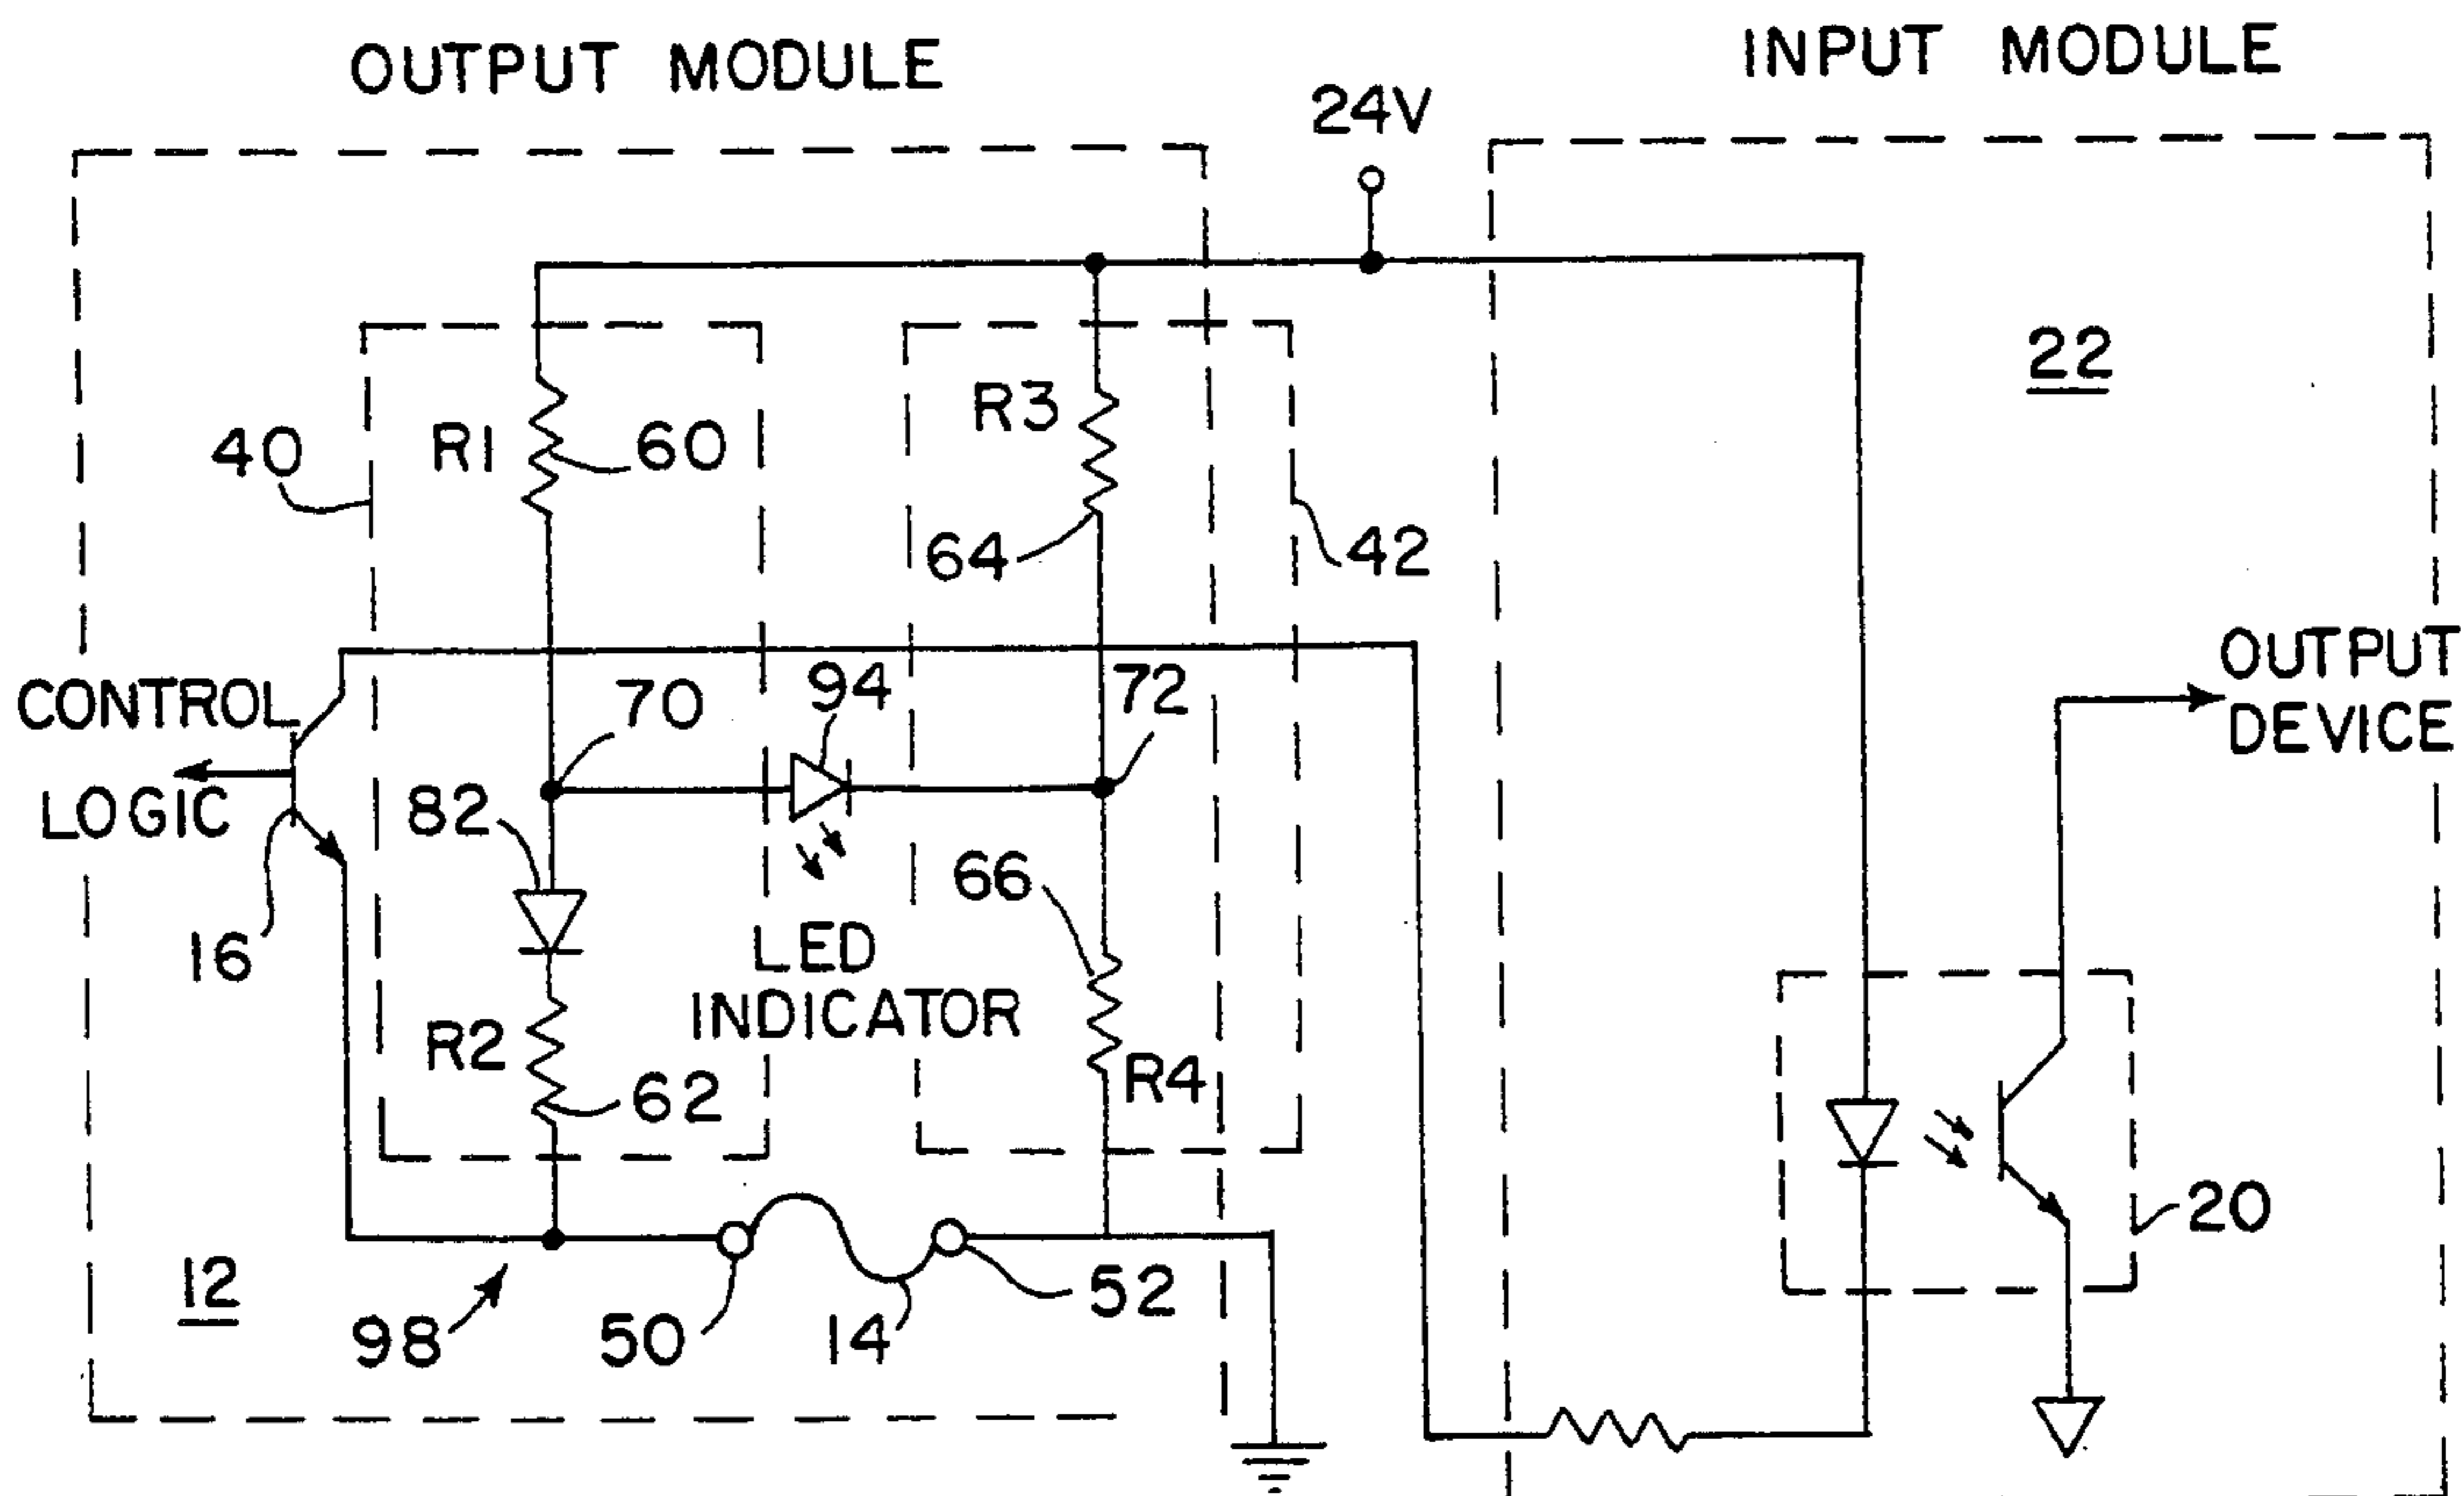 OUTPUT MODULE
INPUT MODULE
24V
22
R1
60
R3
40
64
42
OUTPUT
DEVICE
CONTROL
LOGIC
70
94
72
82
66
16
LED
INDICATOR
R2
62
R4
20
12
98
50
14
52